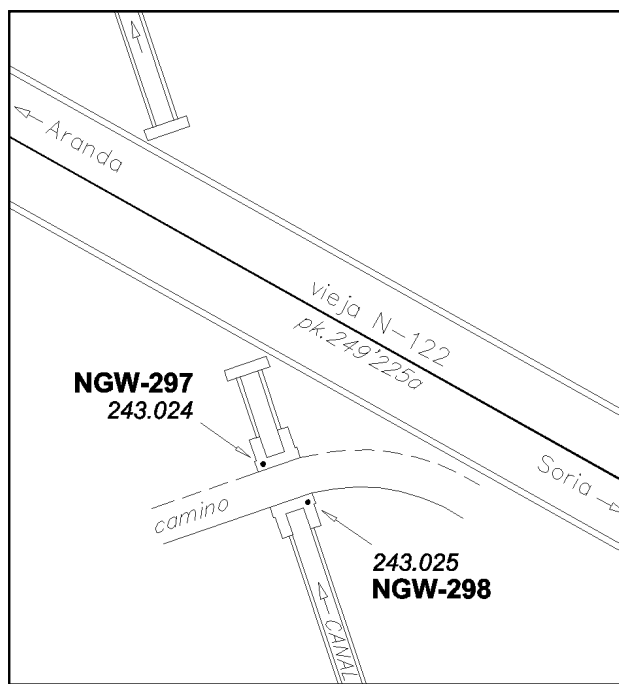 Aranda
vieja N-122
pk.249'225a
NGW-297
243.024
Soria
camino
243.025
NGW-298
CANAL